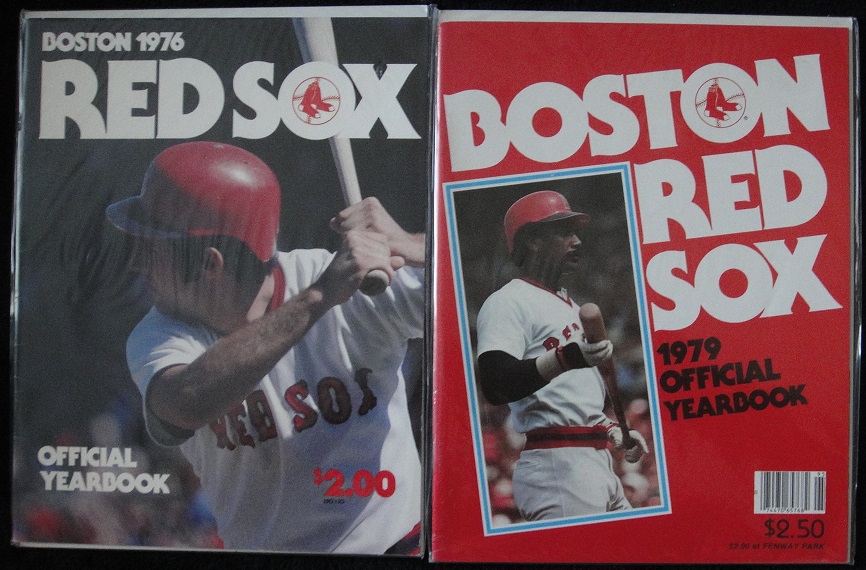 BOSTON 1976
RED SOX
RED SOX
OFFICIAL
YEARBOOK
$2.00
BOSTON
RED
SOX
1979
OFFICIAL
YEARBOOK
$2.50
$2.00 at FENWAY PARK